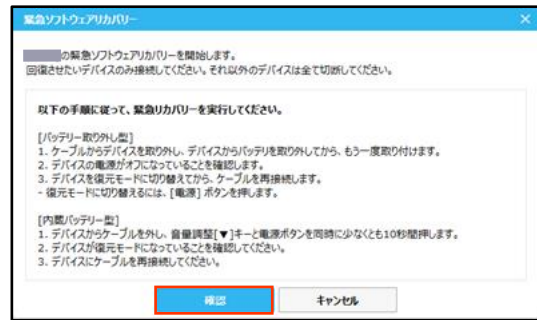 緊急ソフトウェアリカバリー
の緊急ソフトウェアリカバリーを開始します。
回復させたいデバイスのみ接続してください。それ以外のデバイスは全て切断してください。
以下の手順に従って、緊急リカバリーを実行してください。
[バッテリー取り外し型]
1. ケーブルからデバイスを取り外し、デバイスからバッテリを取り外してから、もう一度取り付けます。
2. デバイスの電源がオフになっていることを確認します。
3. デバイスを復元モードに切り替えてから、ケーブルを再接続します。
- 復元モードに切り替えるには、[電源] ボタンを押します。
[内蔵バッテリー型]
1. デバイスからケーブルを外し、音量調整[▼]キーと電源ボタンを同時に少なくとも10秒間押します。
2. デバイスが復元モードになっていることを確認してください。
3. デバイスにケーブルを再接続してください。
確認
キャンセル